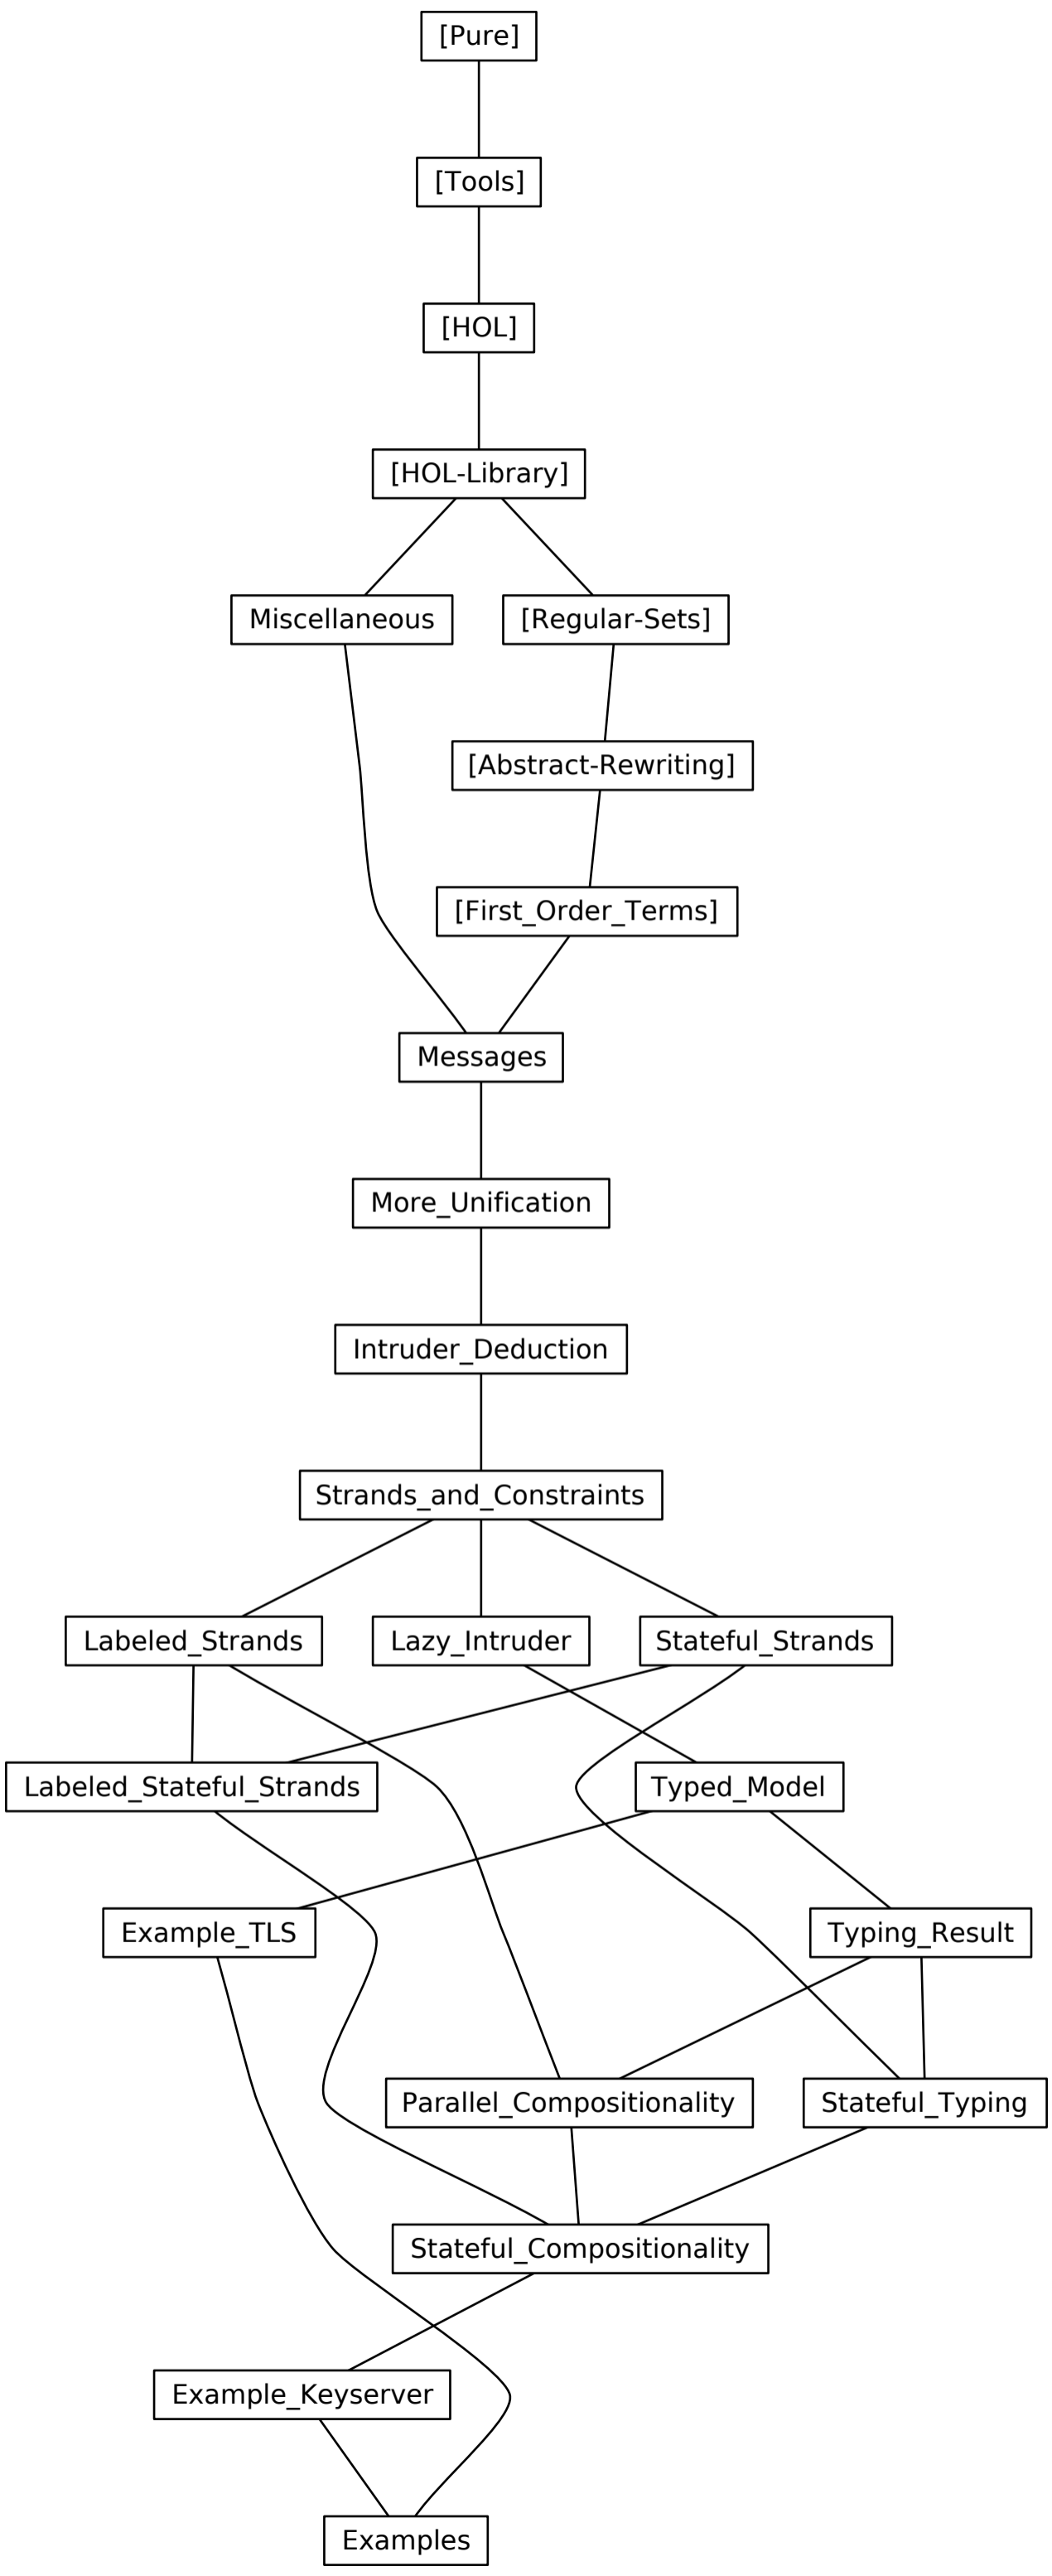 [Pure]
[Tools]
[HOL]
[HOL-Library]
Miscellaneous
[Regular-Sets]
[Abstract-Rewriting]
[First_Order_Terms]
Messages
More_Unification
Intruder_Deduction
Strands_and_Constraints
Labeled_Strands
Lazy_Intruder
Stateful_Strands
Labeled_Stateful_Strands
Typed_Model
Example_TLS
Typing_Result
Parallel_Compositionality
Stateful_Typing
Stateful_Compositionality
Example_Keyserver
Examples